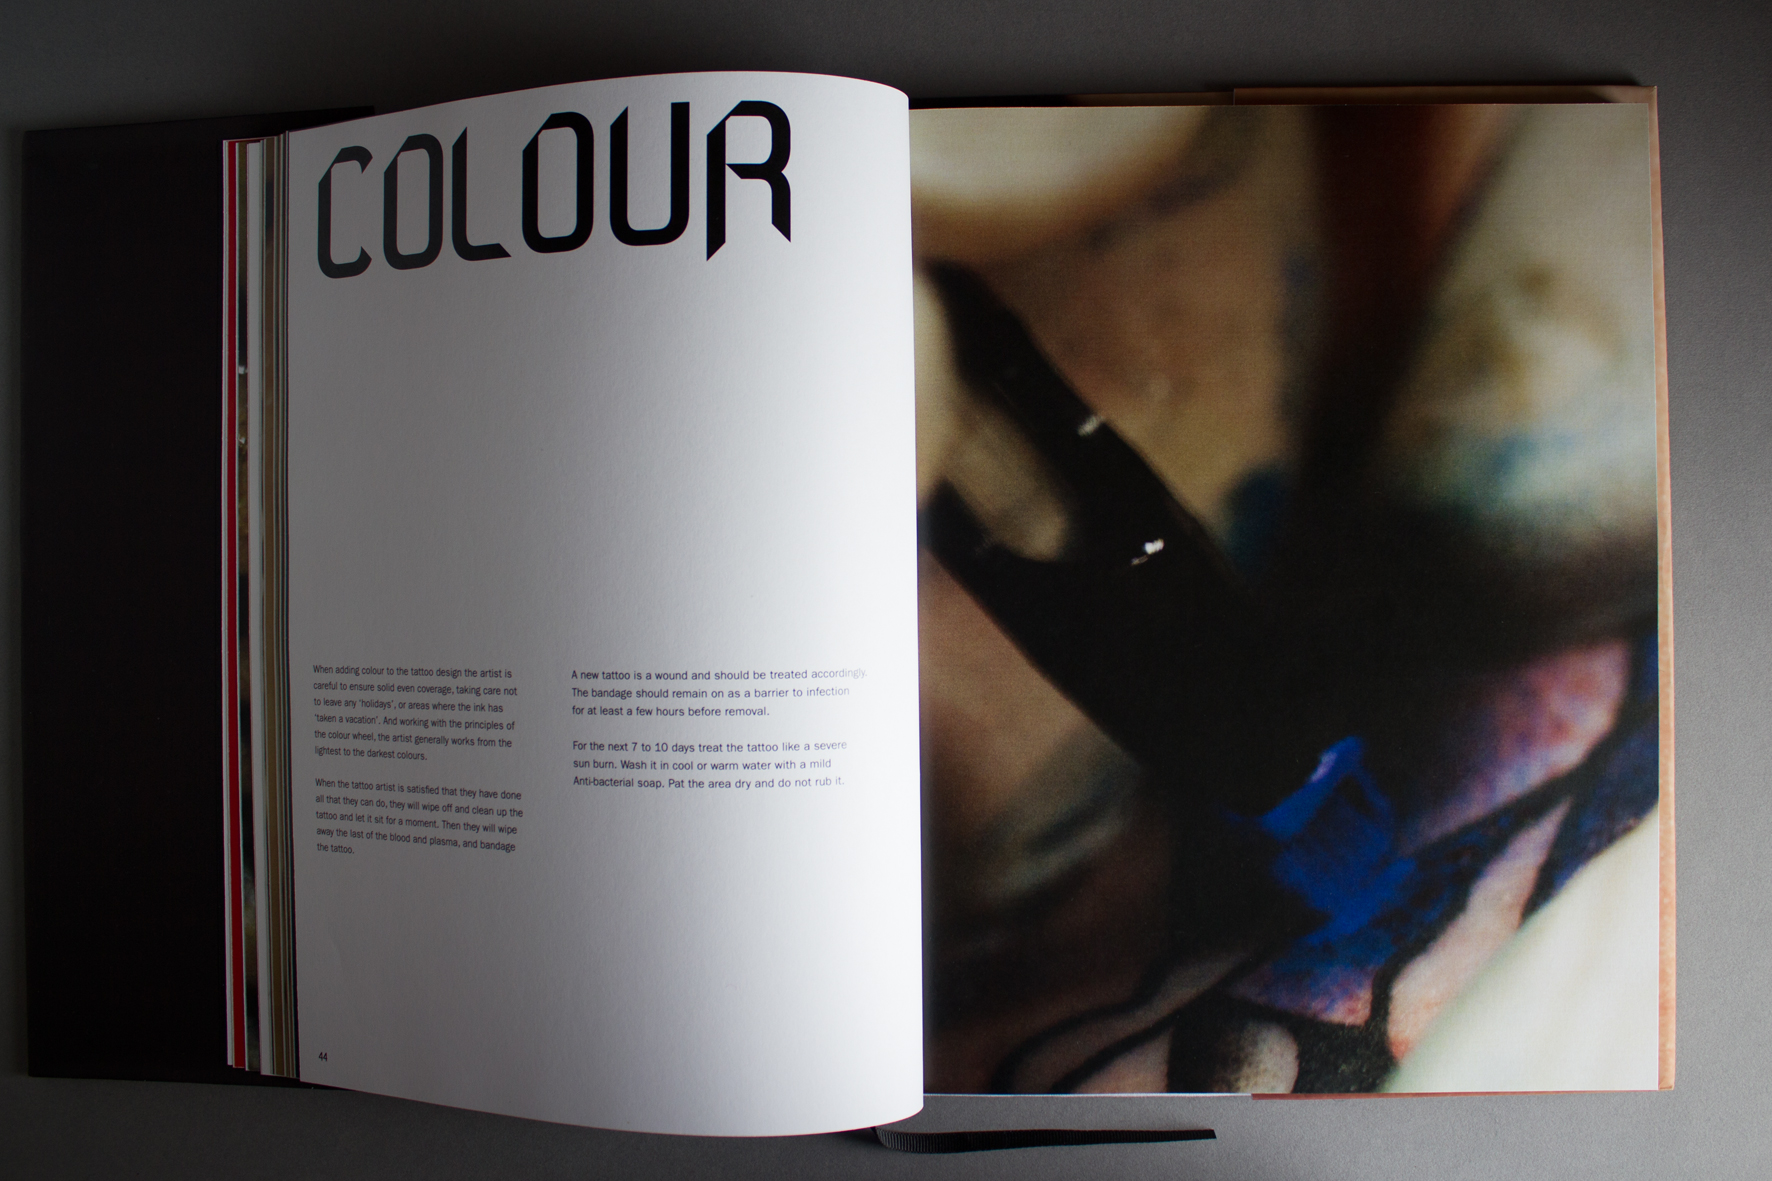 COLOUR
When adding colour to the tattoo design the artist is
careful to ensure solid even coverage, taking care not
to leave any 'holidays', or areas where the ink has
'taken a vacation'. And working with the principles of
the colour wheel, the artist generally works from the
lightest to the darkest colours.
When the tattoo artist is satisfied that they have done
all that they can do, they will wipe off and clean up the
tattoo and let it sit for a moment. Then they will wipe
away the last of the blood and plasma, and bandage
the tattoo.
A new tattoo is a wound and should be treated accordingly.
The bandage should remain on as a barrier to infection
for at least a few hours before removal.
For the next 7 to 10 days treat the tattoo like a severe
sun burn. Wash it in cool or warm water with a mild
Anti-bacterial soap. Pat the area dry and do not rub it.
44